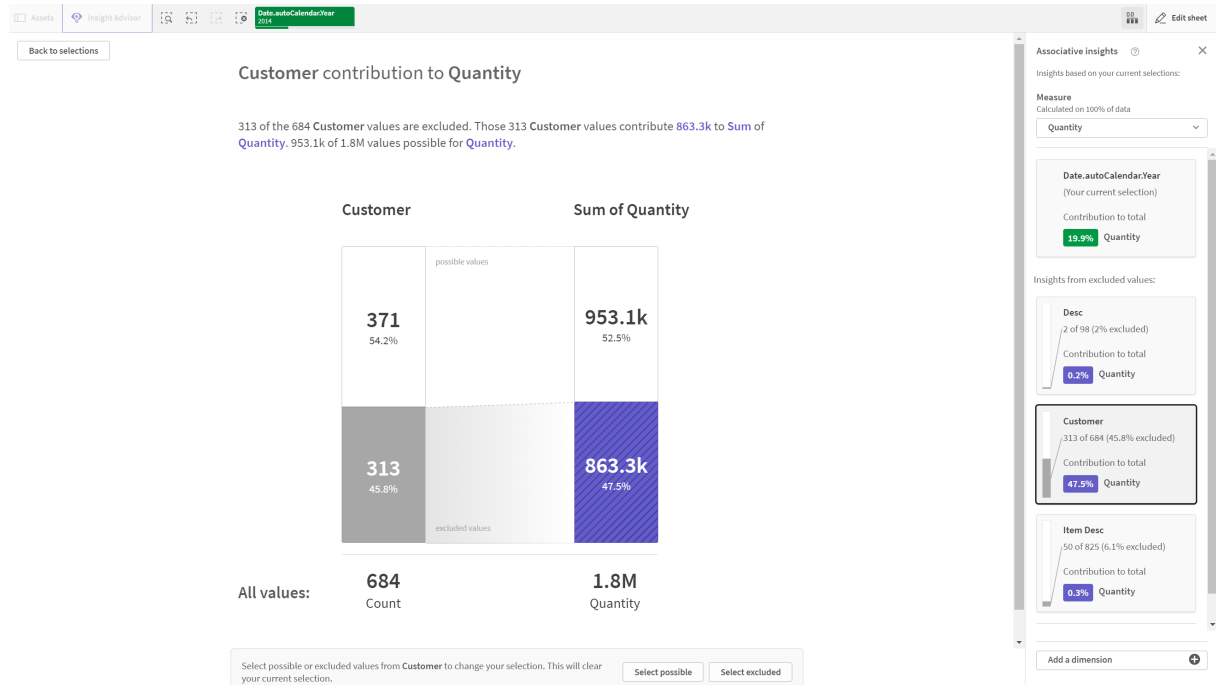 Assets
Insight Advisor
Date.autoCalendar.Year
2014
Edit sheet
Back to selections
Customer contribution to Quantity
313 of the 684 Customer values are excluded. Those 313 Customer values contribute 863.3k to Sum of
Quantity. 953.1k of 1.8M values possible for Quantity.
Customer
Sum of Quantity
possible values
371
54.2%
953.1k
52.5%
313
45.8%
863.3k
47.5%
excluded values
All values:
684
Count
1.8M
Quantity
Select possible or excluded values from Customer to change your selection. This will clear
your current selection.
Select possible
Select excluded
Associative insights
Insights based on your current selections:
Measure
Calculated on 100% of data
Quantity
Date.autoCalendar.Year
(Your current selection)
Contribution to total
19.9% Quantity
Insights from excluded values:
Desc
2 of 98 (2% excluded)
Contribution to total
0.2% Quantity
Customer
313 of 684 (45.8% excluded)
Contribution to total
47.5% Quantity
Item Desc
50 of 825 (6.1% excluded)
Contribution to total
0.3% Quantity
Add a dimension